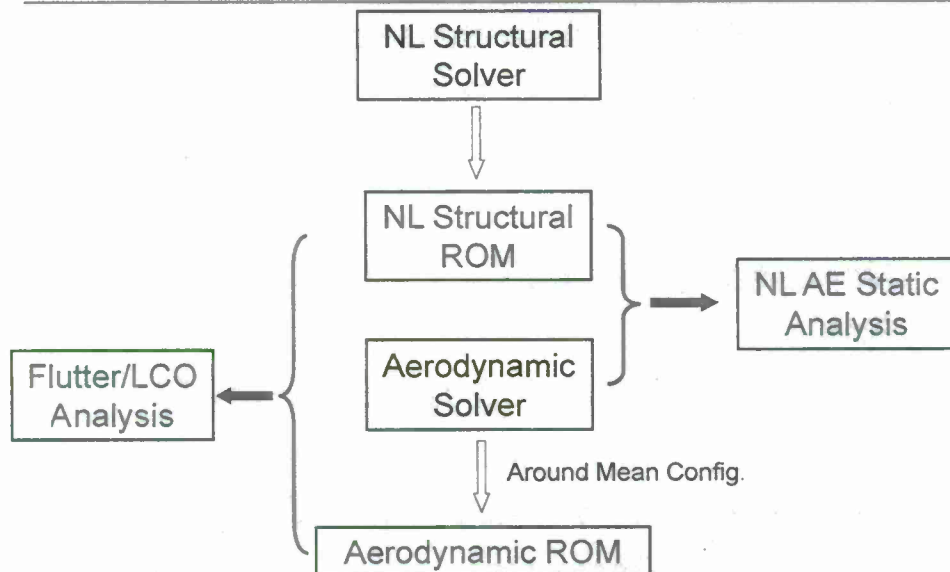 NL Structural
Solver
NL Structural
ROM
NL AE Static
Analysis
Aerodynamic
Solver
Flutter/LCO
Analysis
Around Mean Config.
Aerodynamic ROM